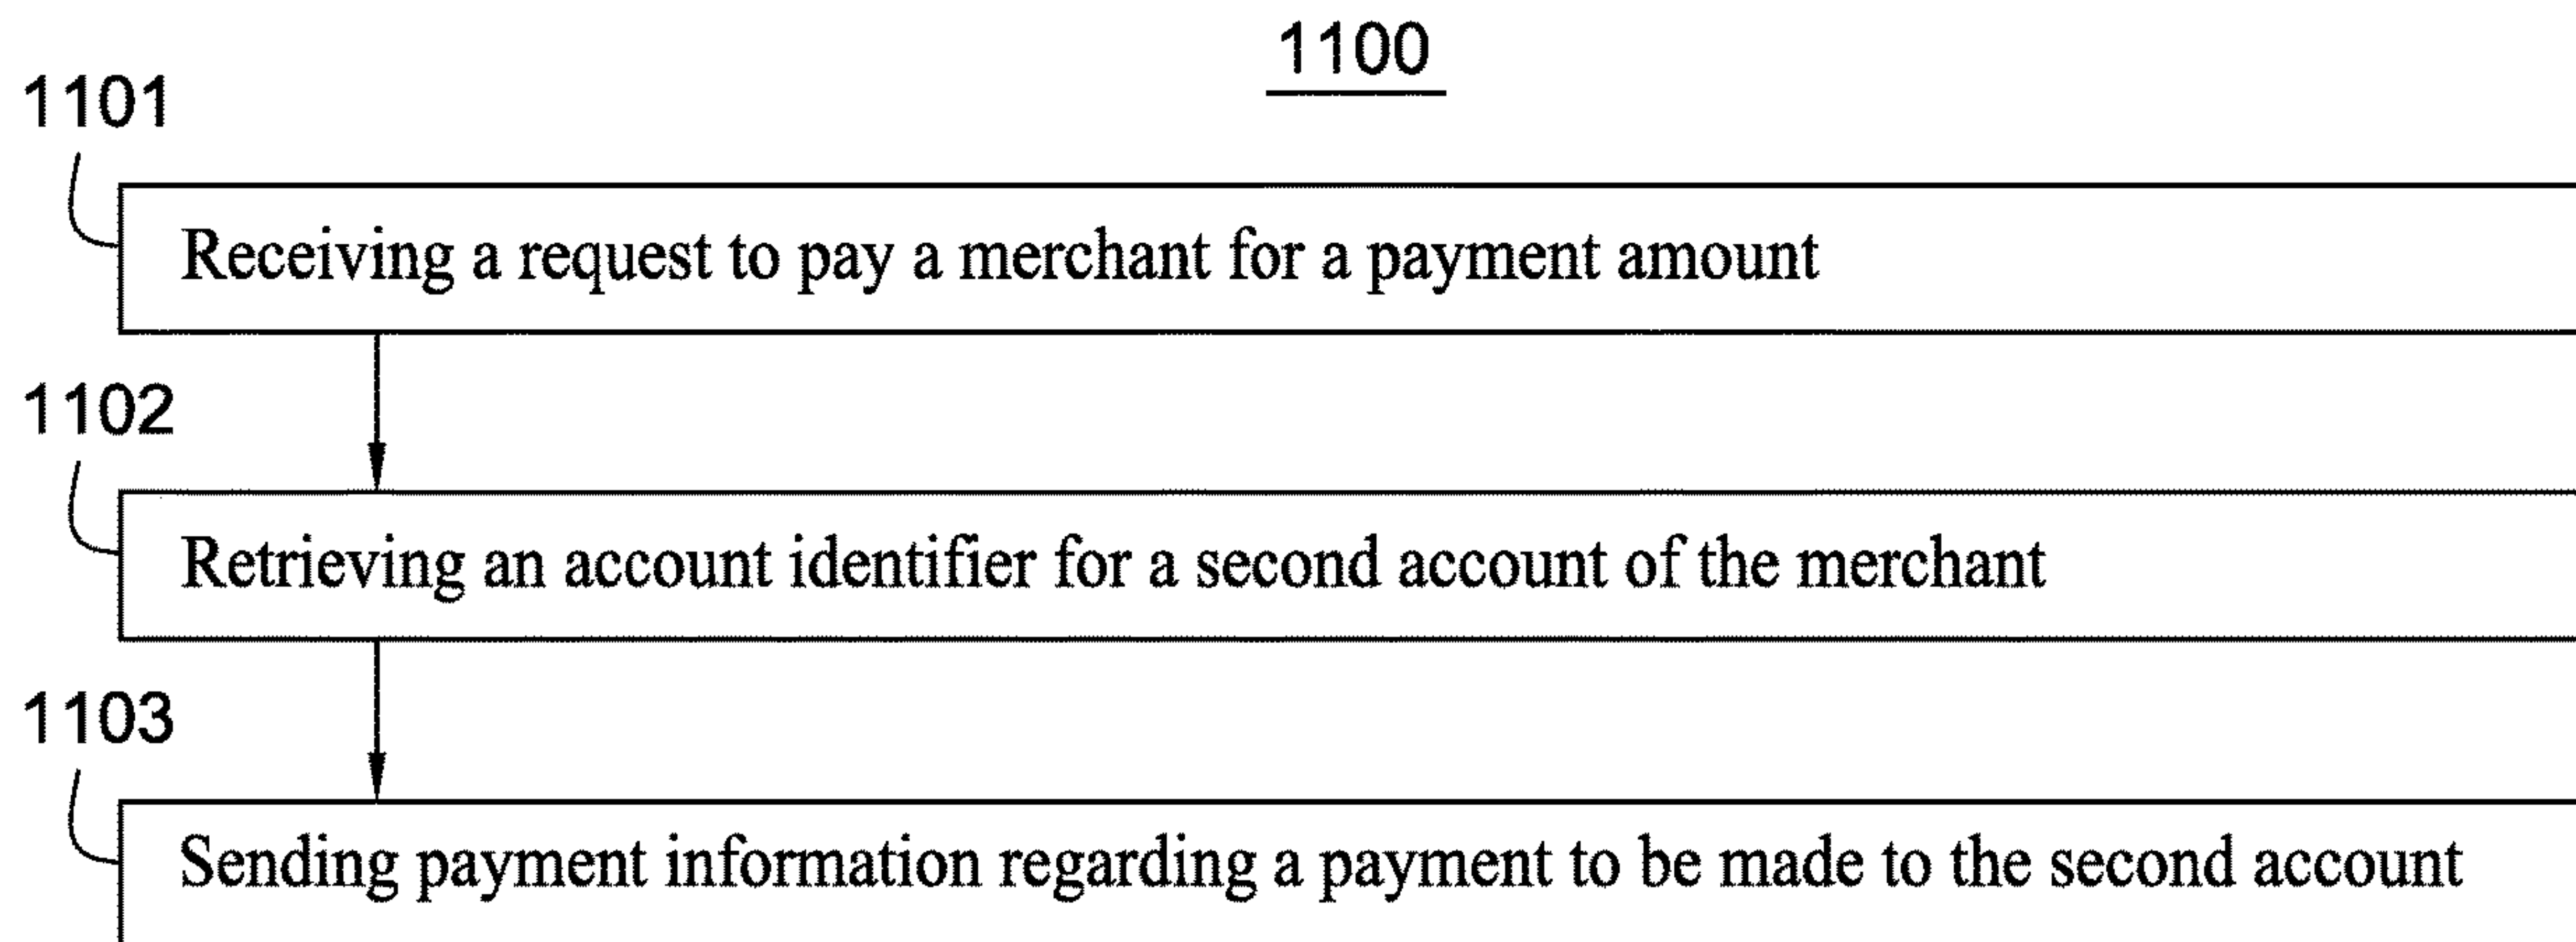 1100
1101
Receiving a request to pay a merchant for a payment amount
1102
Retrieving an account identifier for a second account of the merchant
1103
Sending payment information regarding a payment to be made to the second account